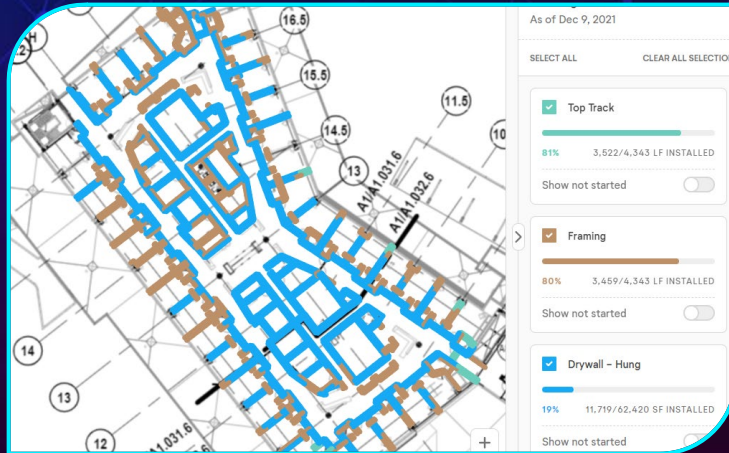 As of Dec 9, 2021
SELECT ALL
CLEAR ALL SELECTION
Top Track
81%
3,522/4,343 LF INSTALLED
Show not started
Framing
80%
3,459/4,343 LF INSTALLED
Show not started
Drywall – Hung
19%
11,719/62,420 SF INSTALLED
Show not started
H
16.5
15.5
14.5
13
11.5
10
A1/A1.031.6
A1/A1.032.6
14
13
12
1.031.6
+